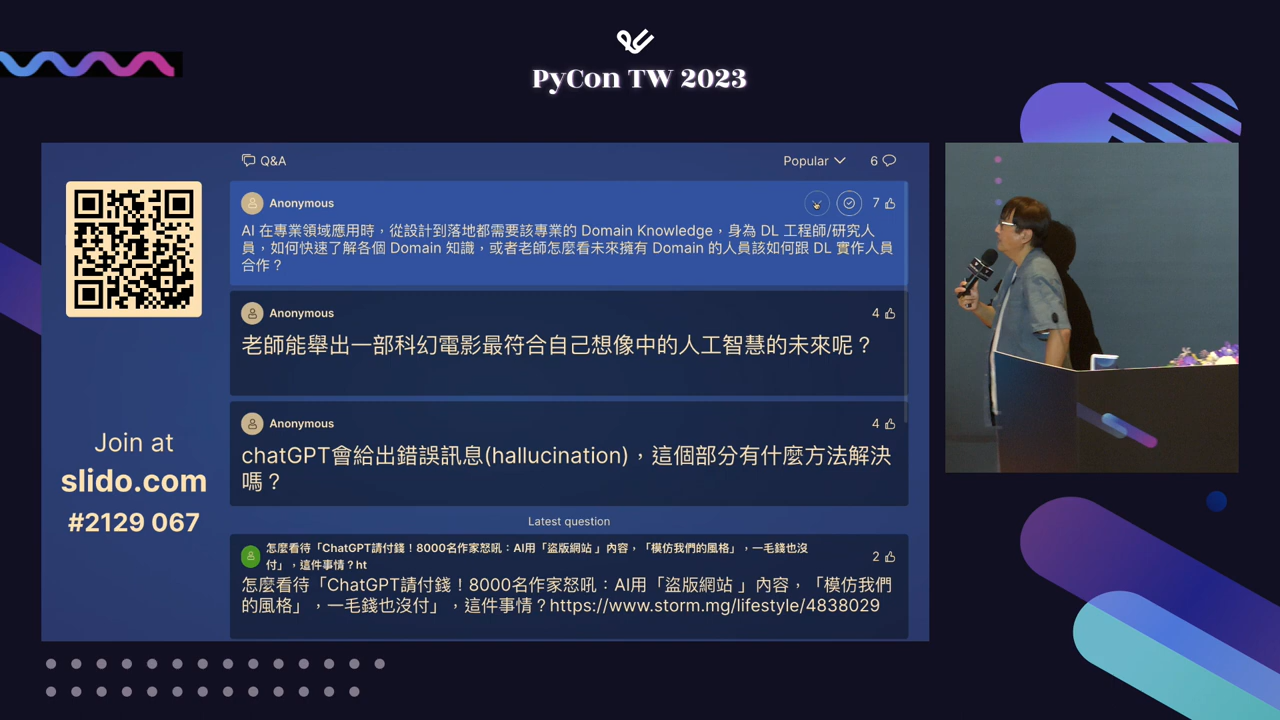 PyCon TW 2023
Q&A
Popular
6
Anonymous
7
AI 在專業領域應用時，從設計到落地都需要該專業的 Domain Knowledge，身為 DL 工程師/研究人
員，如何快速了解各個 Domain 知識，或者老師怎麼看未來擁有 Domain 的人員該如何跟 DL 實作人員
合作？
Anonymous
4
老師能舉出一部科幻電影最符合自己想像中的人工智慧的未來呢？
Anonymous
4
chatGPT會給出錯誤訊息(hallucination)，這個部分有什麼方法解決
嗎？
Latest question
怎麼看待「ChatGPT請付錢！8000名作家怒吼：AI用「盜版網站 」內容，「模仿我們的風格」，一毛錢也沒
付」，這件事情？ht
2
怎麼看待「ChatGPT請付錢！8000名作家怒吼：AI用「盜版網站 」內容，「模仿我們
的風格」，一毛錢也沒付」，這件事情？https://www.storm.mg/lifestyle/4838029
Join at
slido.com
#2129 067